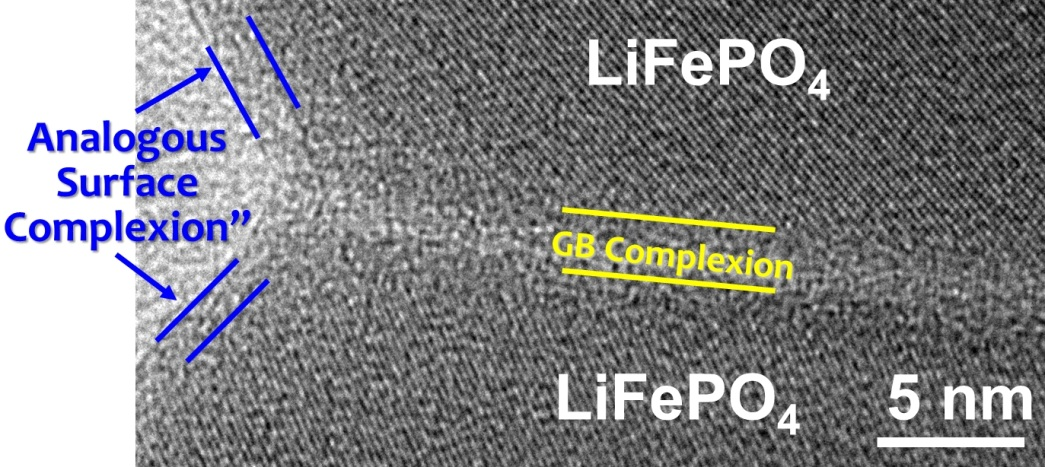 LiFePO₄
Analogous
Surface
Complexion”
GB Complexion
LiFePO₄
5 nm